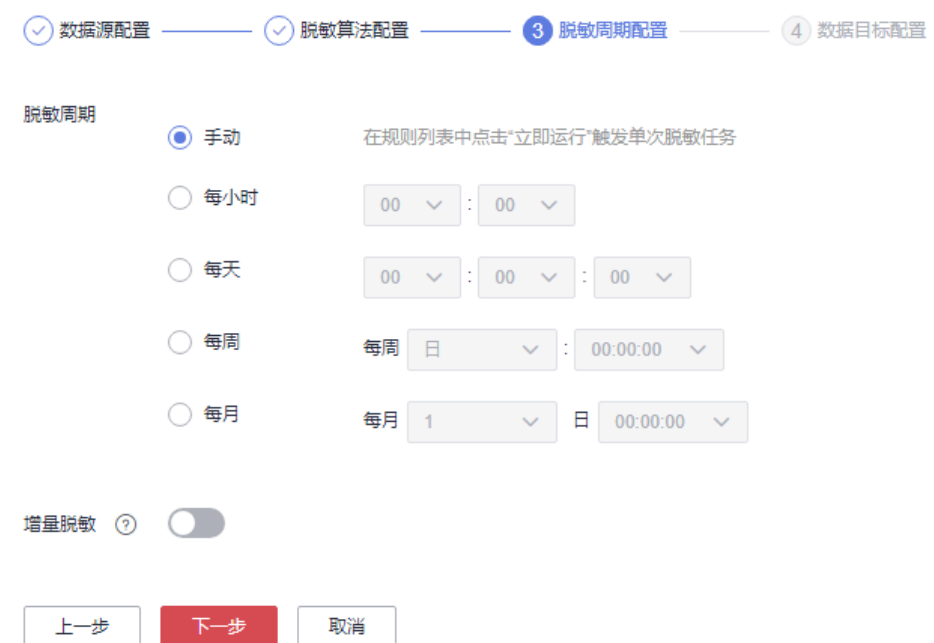 数据源配置 脱敏算法配置 3 脱敏周期配置 4 数据目标配置
脱敏周期
手动 在规则列表中点击“立即运行”触发单次脱敏任务
每小时 00 : 00
每天 00 : 00 : 00
每周 每周 日 : 00:00:00
每月 每月 1 日 00:00:00
增量脱敏 ?
上一步 下一步 取消